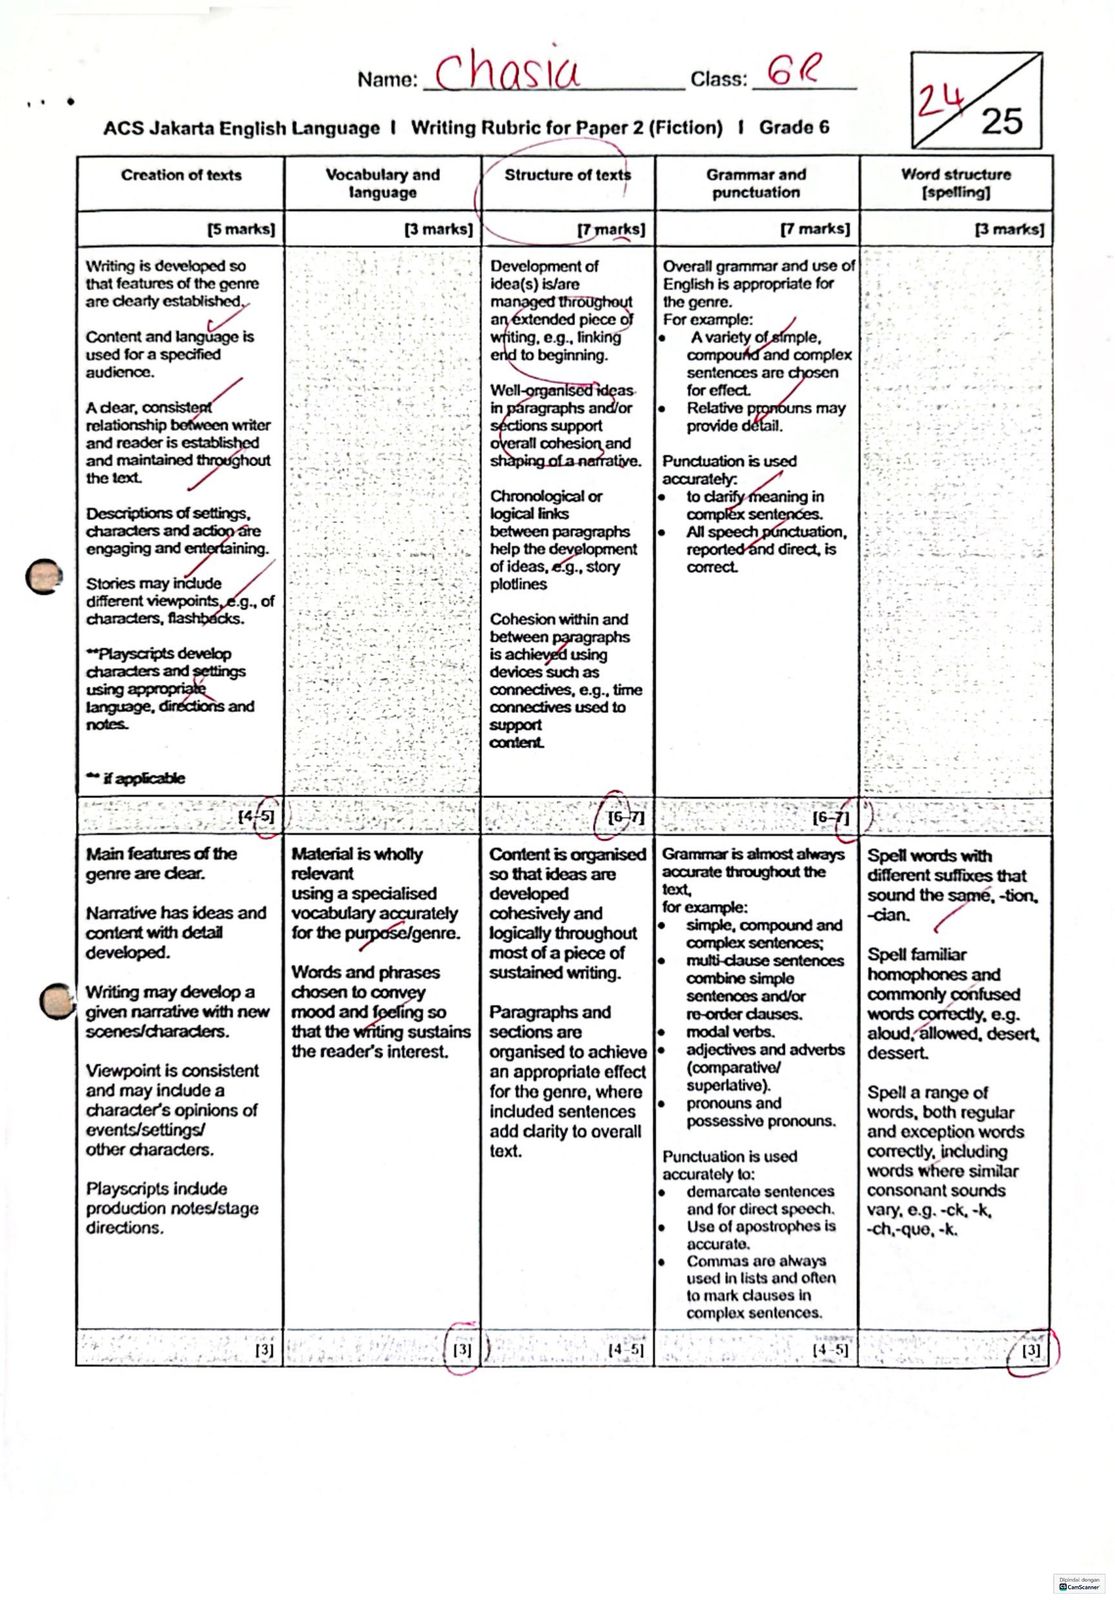 Name: Chasia Class: 6R
24/25
ACS Jakarta English Language I Writing Rubric for Paper 2 (Fiction) I Grade 6
Creation of texts
[5 marks]
Writing is developed so
that features of the genre
are clearly established.
Content and language is
used for a specified
audience.
A clear, consistent
relationship between writer
and reader is established
and maintained throughout
the text.
Descriptions of settings,
characters and action are
engaging and entertaining.
Stories may include
different viewpoints, e.g., of
characters, flashbacks.
**Playscripts develop
characters and settings
using appropriate
language, directions and
notes.
** if applicable
[4-5]
Main features of the
genre are clear.
Narrative has ideas and
content with detail
developed.
Writing may develop a
given narrative with new
scenes/characters.
Viewpoint is consistent
and may include a
character's opinions of
events/settings/
other characters.
Playscripts include
production notes/stage
directions.
[3]
Vocabulary and
language
[3 marks]
Material is wholly
relevant
using a specialised
vocabulary accurately
for the purpose/genre.
Words and phrases
chosen to convey
mood and feeling so
that the writing sustains
the reader's interest.
[3]
Structure of texts
[7 marks]
Development of
idea(s) is/are
managed throughout
an extended piece of
writing, e.g., linking
end to beginning.
Well-organised ideas
in paragraphs and/or
sections support
overall cohesion and
shaping of a narrative.
Chronological or
logical links
between paragraphs
help the development
of ideas, e.g., story
plotlines
Cohesion within and
between paragraphs
is achieved using
devices such as
connectives, e.g., time
connectives used to
support
content.
[6-7]
Content is organised
so that ideas are
developed
cohesively and
logically throughout
most of a piece of
sustained writing.
Paragraphs and
sections are
organised to achieve
an appropriate effect
for the genre, where
included sentences
add clarity to overall
text.
[4-5]
Grammar and
punctuation
[7 marks]
Overall grammar and use of
English is appropriate for
the genre.
For example:
• A variety of simple,
compound and complex
sentences are chosen
for effect.
• Relative pronouns may
provide detail.
Punctuation is used
accurately:
• to clarify meaning in
complex sentences.
• All speech punctuation,
reported and direct, is
correct.
[6-7]
Grammar is almost always
accurate throughout the
text,
for example:
• simple, compound and
complex sentences;
• multi-clause sentences
combine simple
sentences and/or
re-order clauses.
• modal verbs.
• adjectives and adverbs
(comparative/
superlative).
• pronouns and
possessive pronouns.
Punctuation is used
accurately to:
• demarcate sentences
and for direct speech.
• Use of apostrophes is
accurate.
• Commas are always
used in lists and often
to mark clauses in
complex sentences.
[4-5]
Word structure
[spelling]
[3 marks]
Spell words with
different suffixes that
sound the same, -tion,
-cian.
Spell familiar
homophones and
commonly confused
words correctly, e.g.
aloud, allowed, desert,
dessert.
Spell a range of
words, both regular
and exception words
correctly, including
words where similar
consonant sounds
vary, e.g. -ck, -k,
-ch,-que, -k.
[3]
Dipindai dengan
CamScanner